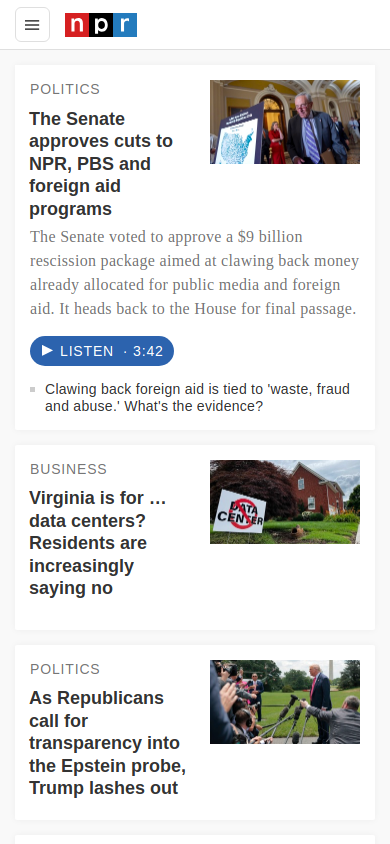 npr
POLITICS
The Senate
approves cuts to
NPR, PBS and
foreign aid
programs
The Senate voted to approve a $9 billion
rescission package aimed at clawing back money
already allocated for public media and foreign
aid. It heads back to the House for final passage.
LISTEN · 3:42
Clawing back foreign aid is tied to 'waste, fraud
and abuse.' What's the evidence?
BUSINESS
Virginia is for …
data centers?
Residents are
increasingly
saying no
DATA
CENTER
POLITICS
As Republicans
call for
transparency into
the Epstein probe,
Trump lashes out